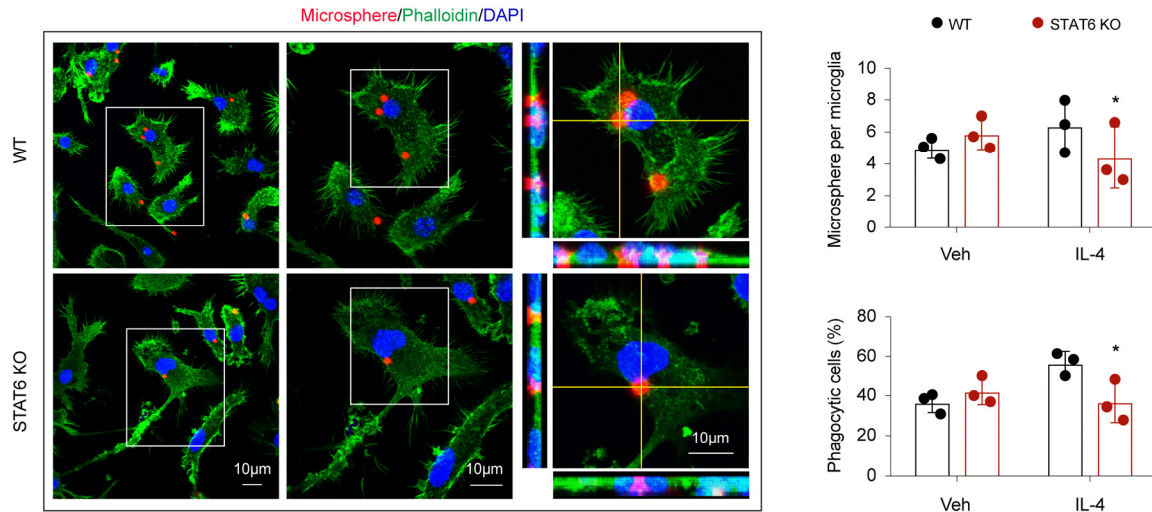 Microsphere/Phalloidin/DAPI
WT
STAT6 KO
10µm
10µm
10µm
WT
STAT6 KO
Microsphere per microglia
10
8
6
4
2
0
*
Veh
IL-4
Phagocytic cells (%)
80
60
40
20
0
*
Veh
IL-4